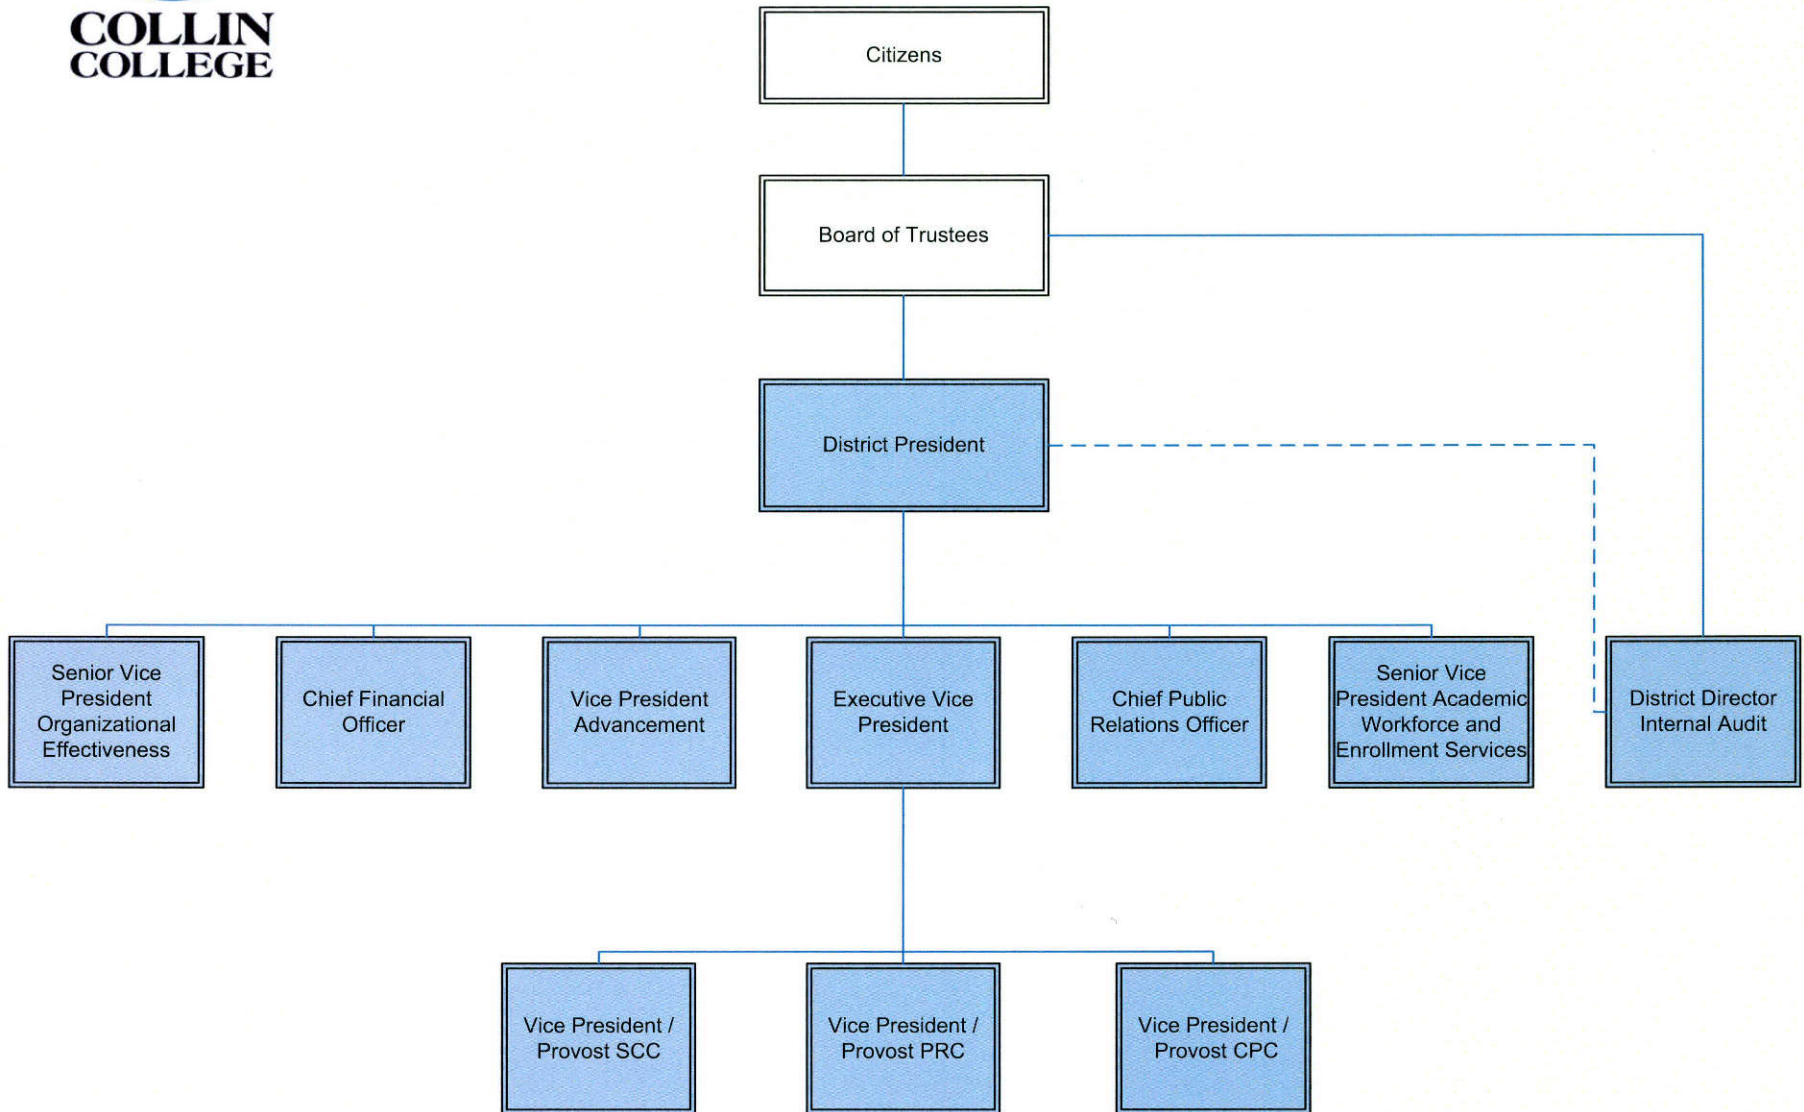 COLLIN
COLLEGE
Citizens
Board of Trustees
District President
Senior Vice
President
Organizational
Effectiveness
Chief Financial
Officer
Vice President
Advancement
Executive Vice
President
Chief Public
Relations Officer
Senior Vice
President Academic
Workforce and
Enrollment Services
District Director
Internal Audit
Vice President /
Provost SCC
Vice President /
Provost PRC
Vice President /
Provost CPC